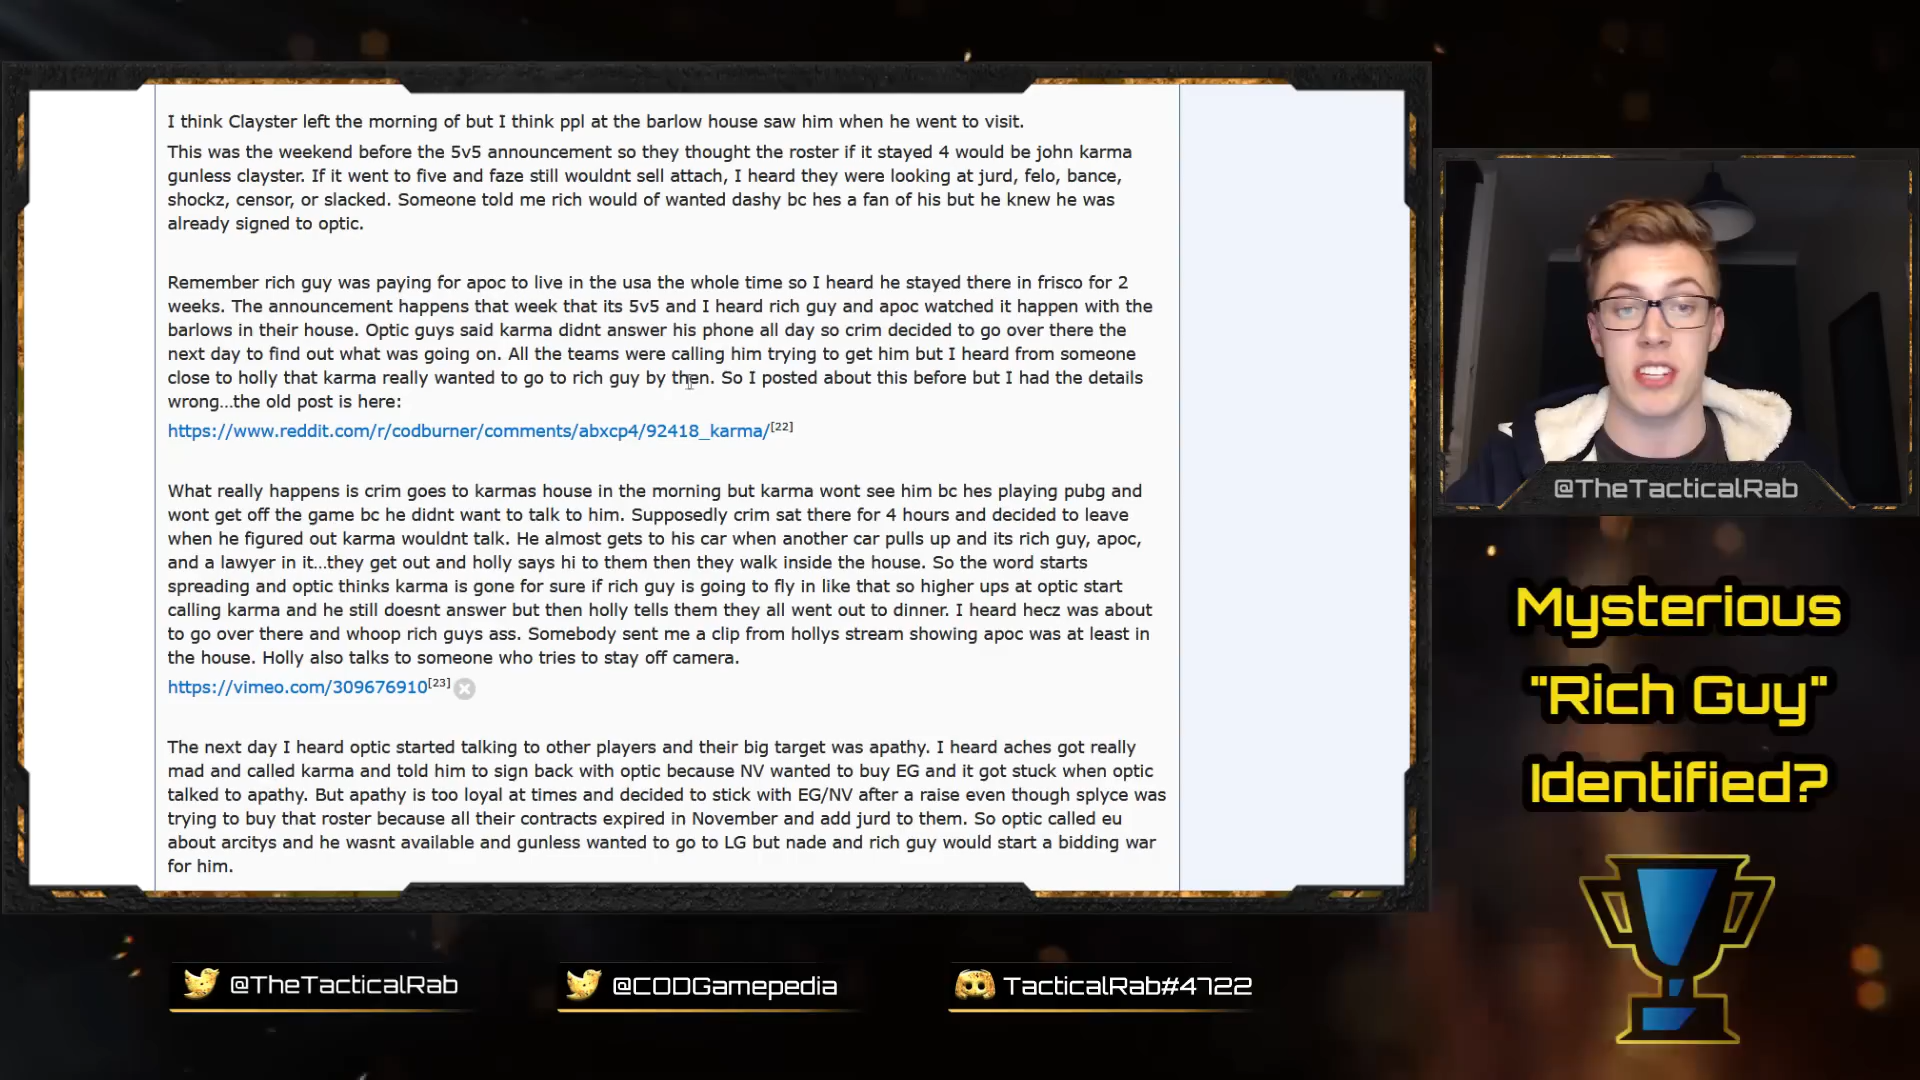 I think Clayster left the morning of but I think ppl at the barlow house saw him when he went to visit.
This was the weekend before the 5v5 announcement so they thought the roster if it stayed 4 would be john karma
gunless clayster. If it went to five and faze still wouldnt sell attach, I heard they were looking at jurd, felo, bance,
shockz, censor, or slacked. Someone told me rich would of wanted dashy bc hes a fan of his but he knew he was
already signed to optic.
Remember rich guy was paying for apoc to live in the usa the whole time so I heard he stayed there in frisco for 2
weeks. The announcement happens that week that its 5v5 and I heard rich guy and apoc watched it happen with the
barlows in their house. Optic guys said karma didnt answer his phone all day so crim decided to go over there the
next day to find out what was going on. All the teams were calling him trying to get him but I heard from someone
close to holly that karma really wanted to go to rich guy by then. So I posted about this before but I had the details
wrong...the old post is here:
https://www.reddit.com/r/codburner/comments/abxcp4/92418_karma/[22]
What really happens is crim goes to karmas house in the morning but karma wont see him bc hes playing pubg and
wont get off the game bc he didnt want to talk to him. Supposedly crim sat there for 4 hours and decided to leave
when he figured out karma wouldnt talk. He almost gets to his car when another car pulls up and its rich guy, apoc,
and a lawyer in it...they get out and holly says hi to them then they walk inside the house. So the word starts
spreading and optic thinks karma is gone for sure if rich guy is going to fly in like that so higher ups at optic start
calling karma and he still doesnt answer but then holly tells them they all went out to dinner. I heard hecz was about
to go over there and whoop rich guys ass. Somebody sent me a clip from hollys stream showing apoc was at least in
the house. Holly also talks to someone who tries to stay off camera.
https://vimeo.com/309676910[23]
The next day I heard optic started talking to other players and their big target was apathy. I heard aches got really
mad and called karma and told him to sign back with optic because NV wanted to buy EG and it got stuck when optic
talked to apathy. But apathy is too loyal at times and decided to stick with EG/NV after a raise even though splyce was
trying to buy that roster because all their contracts expired in November and add jurd to them. So optic called eu
about arcitys and he wasnt available and gunless wanted to go to LG but nade and rich guy would start a bidding war
for him.
@TheTacticalRab
Mysterious
"Rich Guy"
Identified?
@TheTacticalRab
@CODGamepedia
TacticalRab#4722